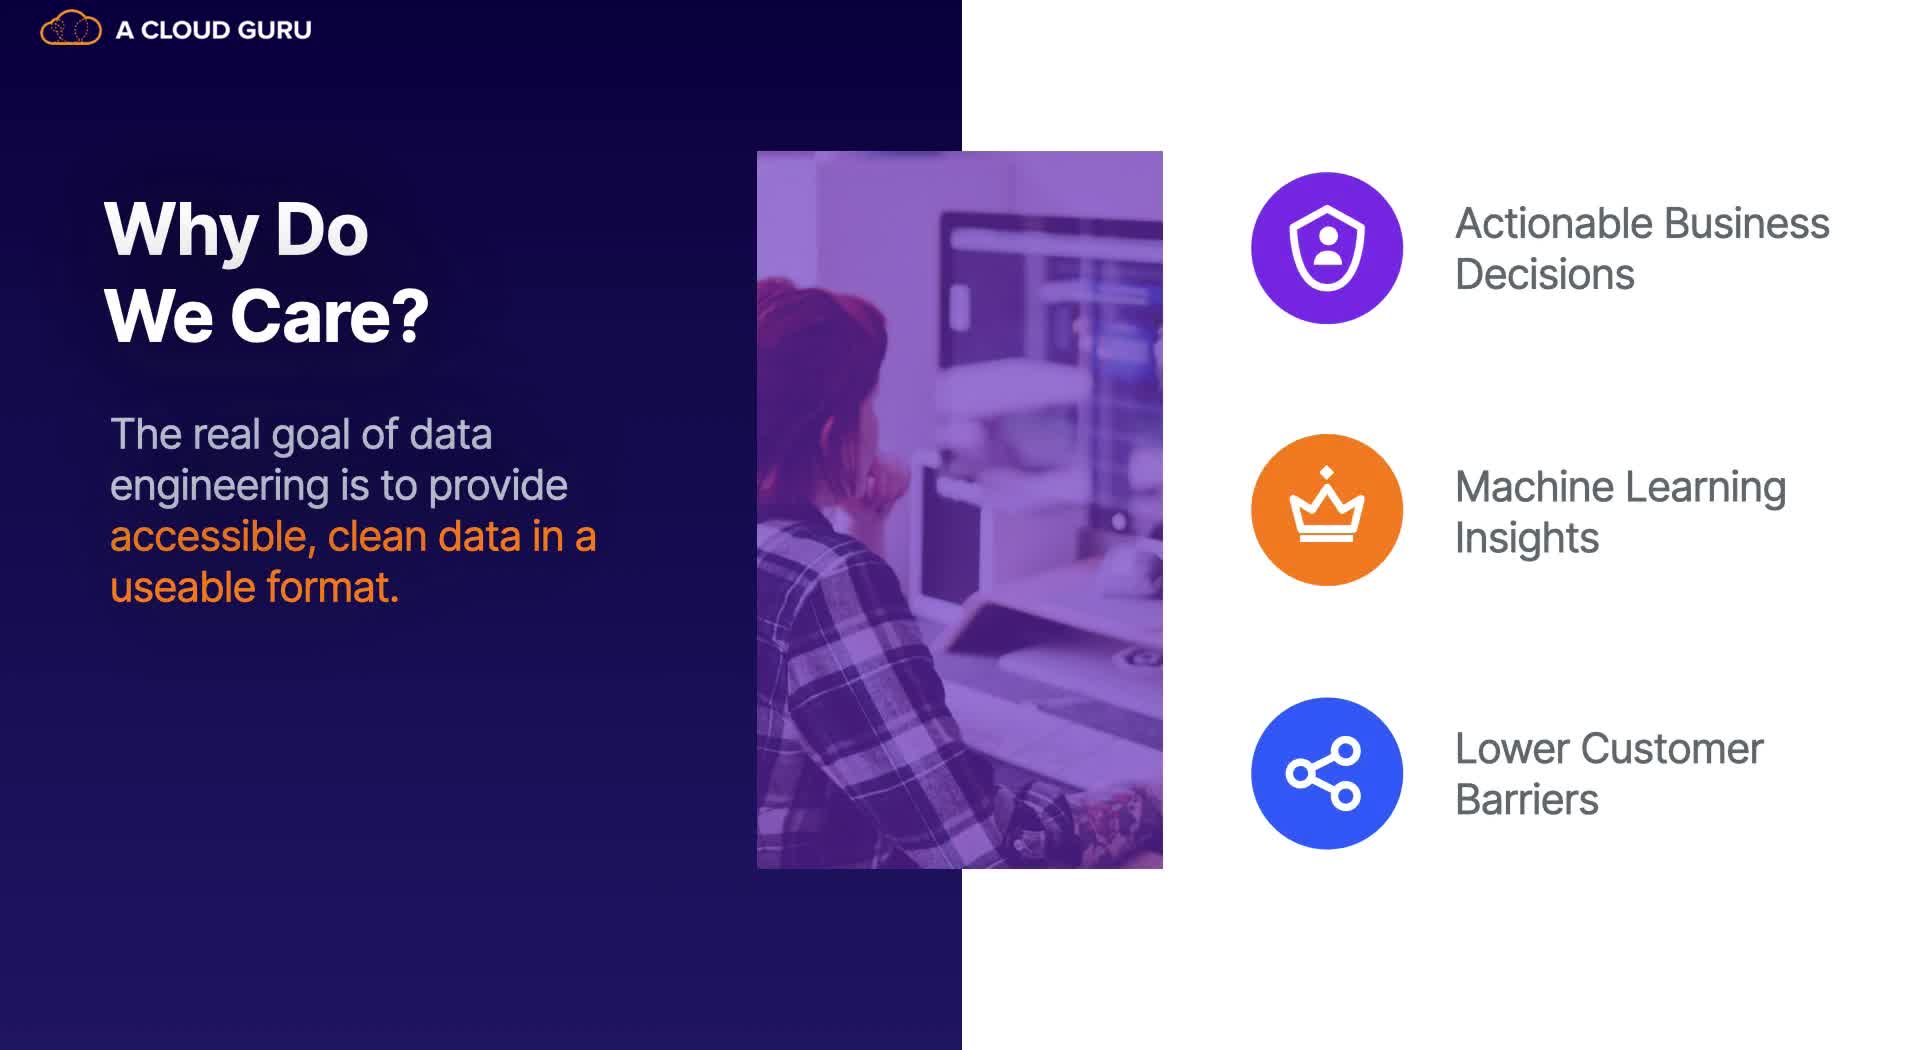 A CLOUD GURU
Why Do
We Care?
The real goal of data
engineering is to provide
accessible, clean data in a
useable format.
Actionable Business
Decisions
Machine Learning
Insights
Lower Customer
Barriers